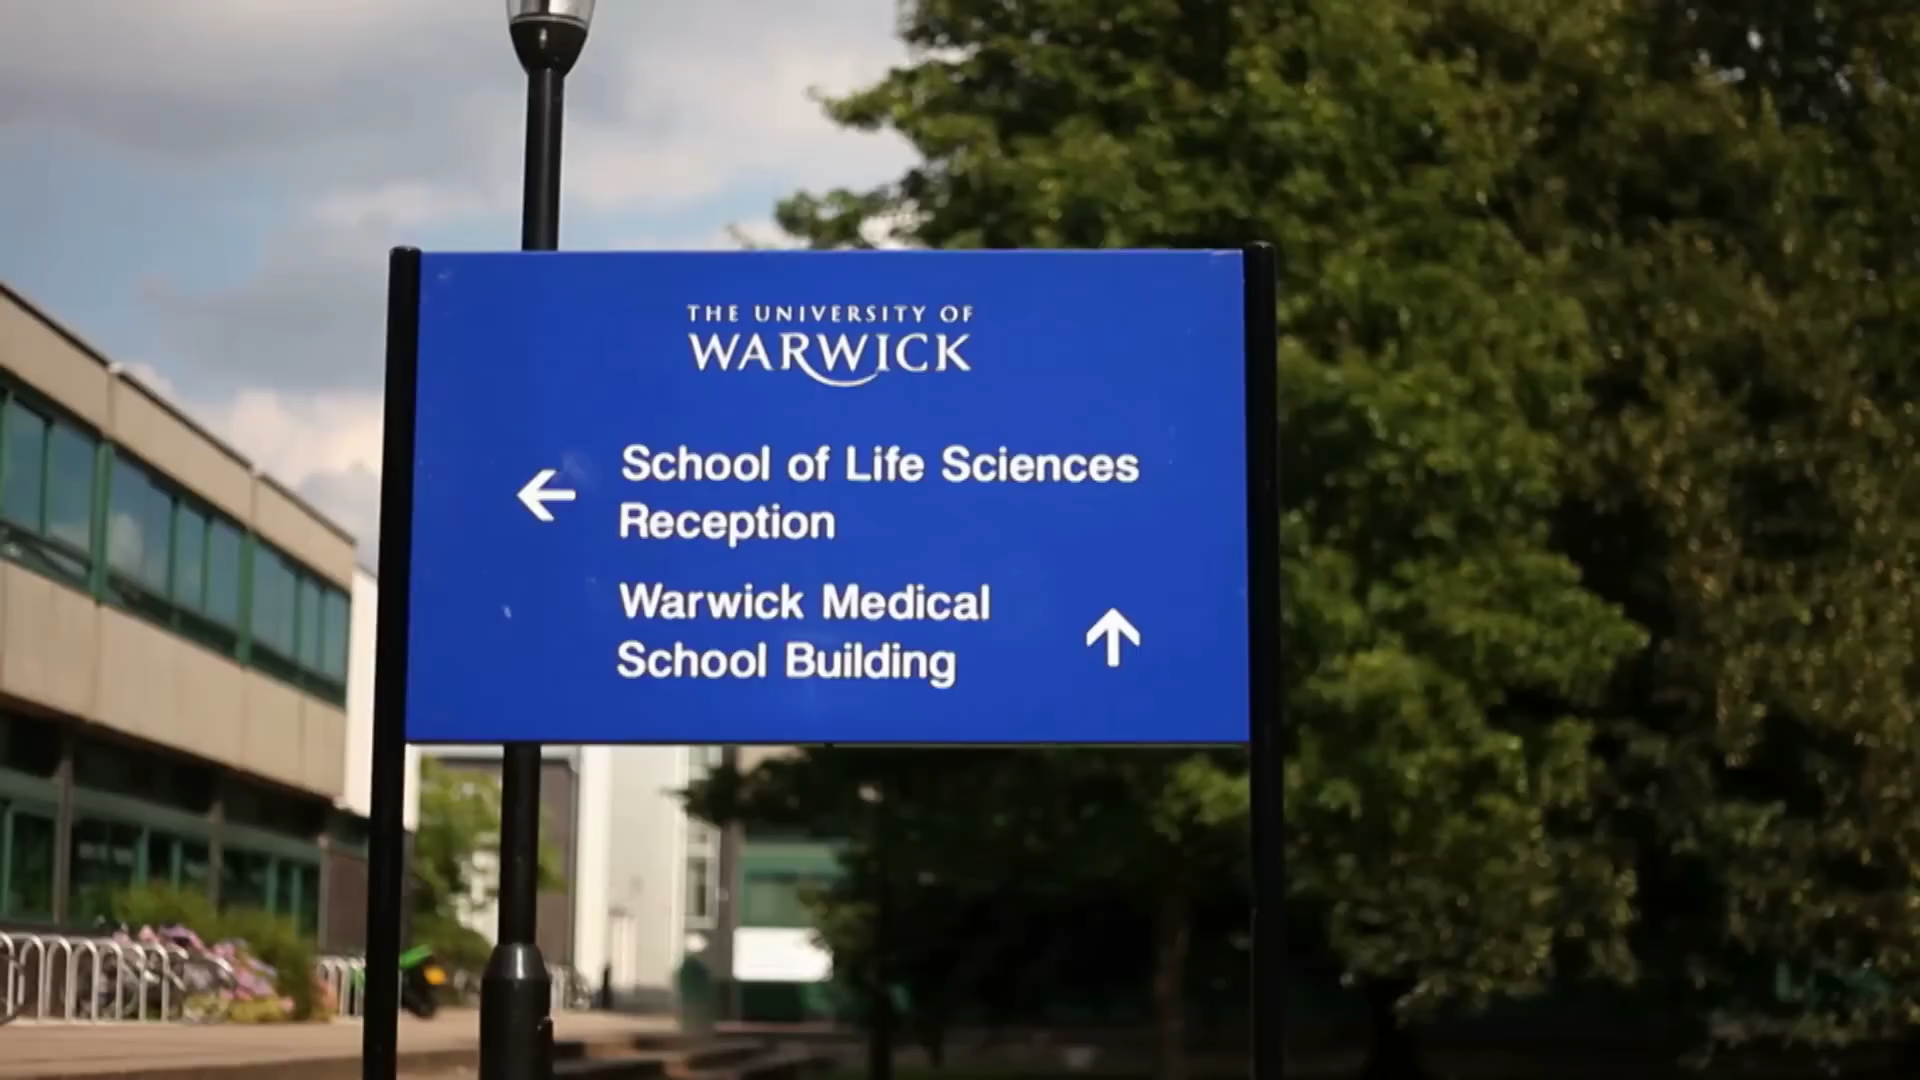 THE UNIVERSITY OF
WARWICK
School of Life Sciences
Reception
Warwick Medical
School Building